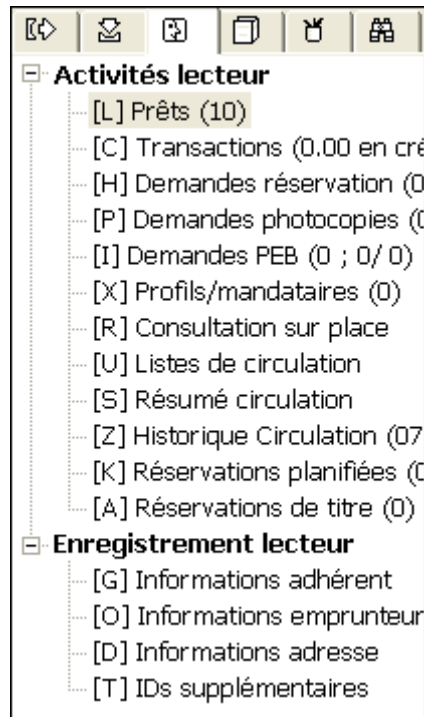 Activités lecteur
[L] Prêts (10)
[C] Transactions (0.00 en cré
[H] Demandes réservation (0
[P] Demandes photocopies (0
[I] Demandes PEB (0 ; 0/ 0)
[X] Profils/mandataires (0)
[R] Consultation sur place
[U] Listes de circulation
[S] Résumé circulation
[Z] Historique Circulation (07
[K] Réservations planifiées (0
[A] Réservations de titre (0)
Enregistrement lecteur
[G] Informations adhérent
[O] Informations emprunteur
[D] Informations adresse
[T] IDs supplémentaires